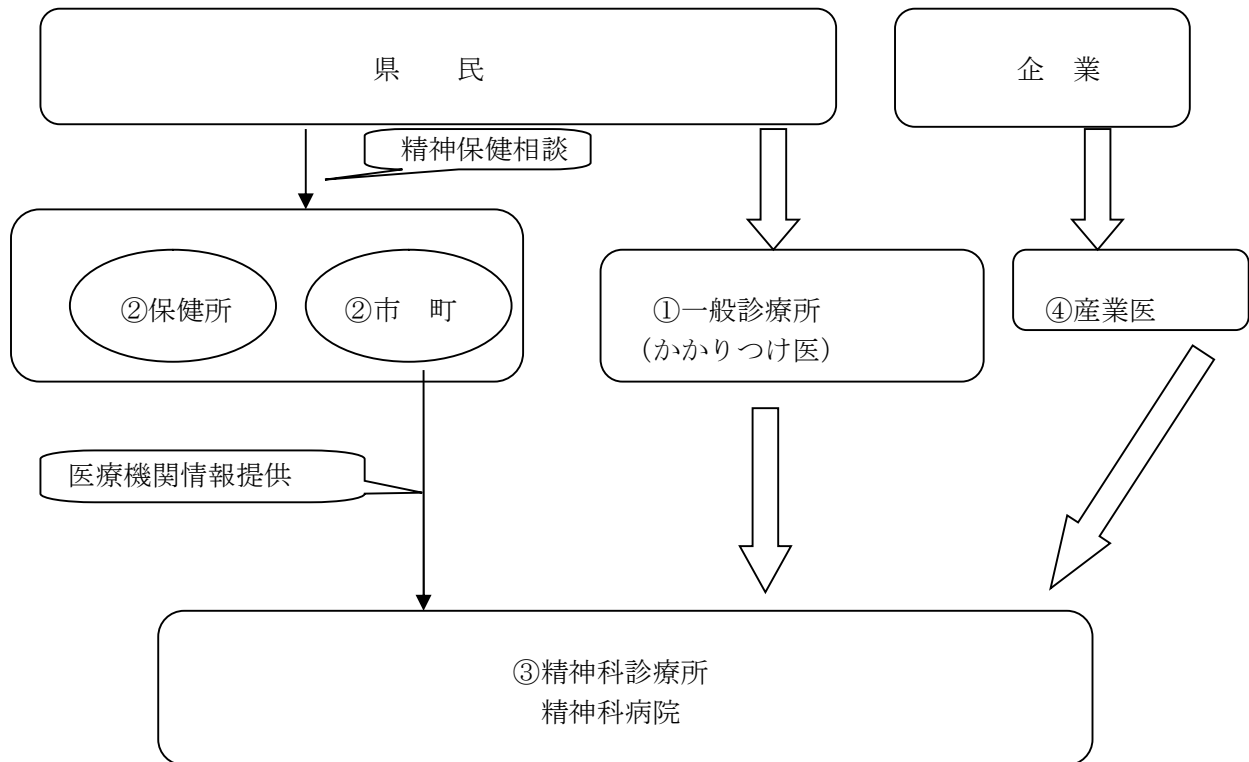 県　　民
企　業
精神保健相談
②保健所
②市　町
①一般診療所
（かかりつけ医）
④産業医
医療機関情報提供
③精神科診療所
精神科病院